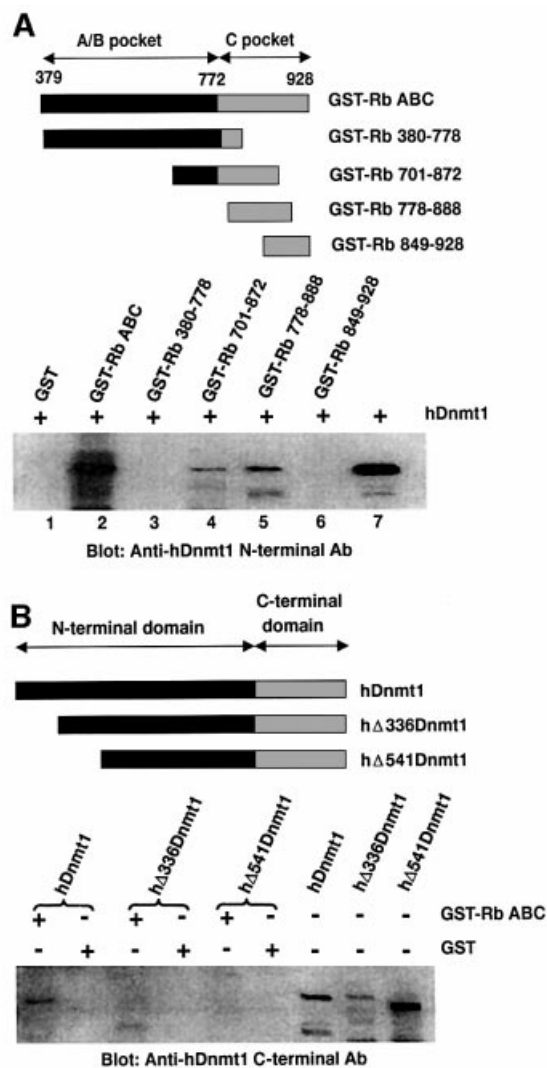 A
A/B pocket C pocket
379 772 928
GST-Rb ABC
GST-Rb 380-778
GST-Rb 701-872
GST-Rb 778-888
GST-Rb 849-928
GST GST-Rb ABC GST-Rb 380-778 GST-Rb 701-872 GST-Rb 778-888 GST-Rb 849-928
+ + + + + + + hDnmt1
1 2 3 4 5 6 7
Blot: Anti-hDnmt1 N-terminal Ab
B
N-terminal domain C-terminal domain
hDnmt1
hΔ336Dnmt1
hΔ541Dnmt1
hDnmt1 hΔ336Dnmt1 hΔ541Dnmt1 hDnmt1 hΔ336Dnmt1 hΔ541Dnmt1
+ - + - + - - - - GST-Rb ABC
- + - + - + - - - GST
Blot: Anti-hDnmt1 C-terminal Ab